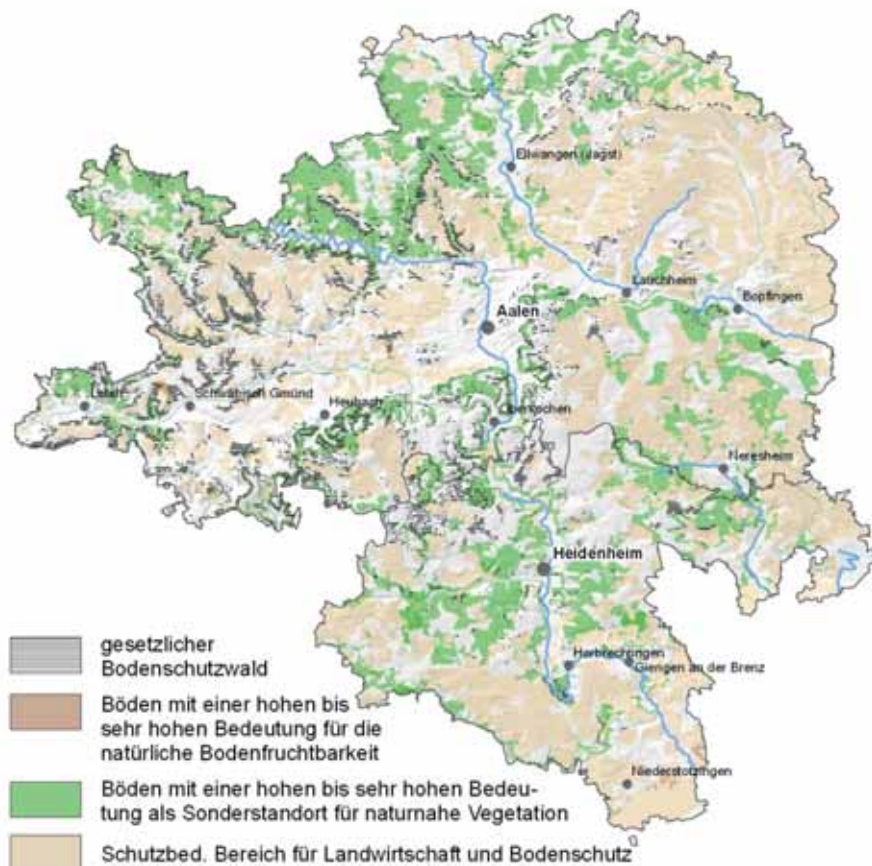 Ellwangen (Jagst)
Lauchheim
Bopfingen
Aalen
Lorch
Schwäbisch Gmünd
Heubach
Oberkochen
Neresheim
Heidenheim
Herbrechtingen
Giengen an der Brenz
Niederstotzingen
gesetzlicher
Bodenschutzwald
Böden mit einer hohen bis
sehr hohen Bedeutung für die
natürliche Bodenfruchtbarkeit
Böden mit einer hohen bis sehr hohen Bedeu-
tung als Sonderstandort für naturnahe Vegetation
Schutzbed. Bereich für Landwirtschaft und Bodenschutz